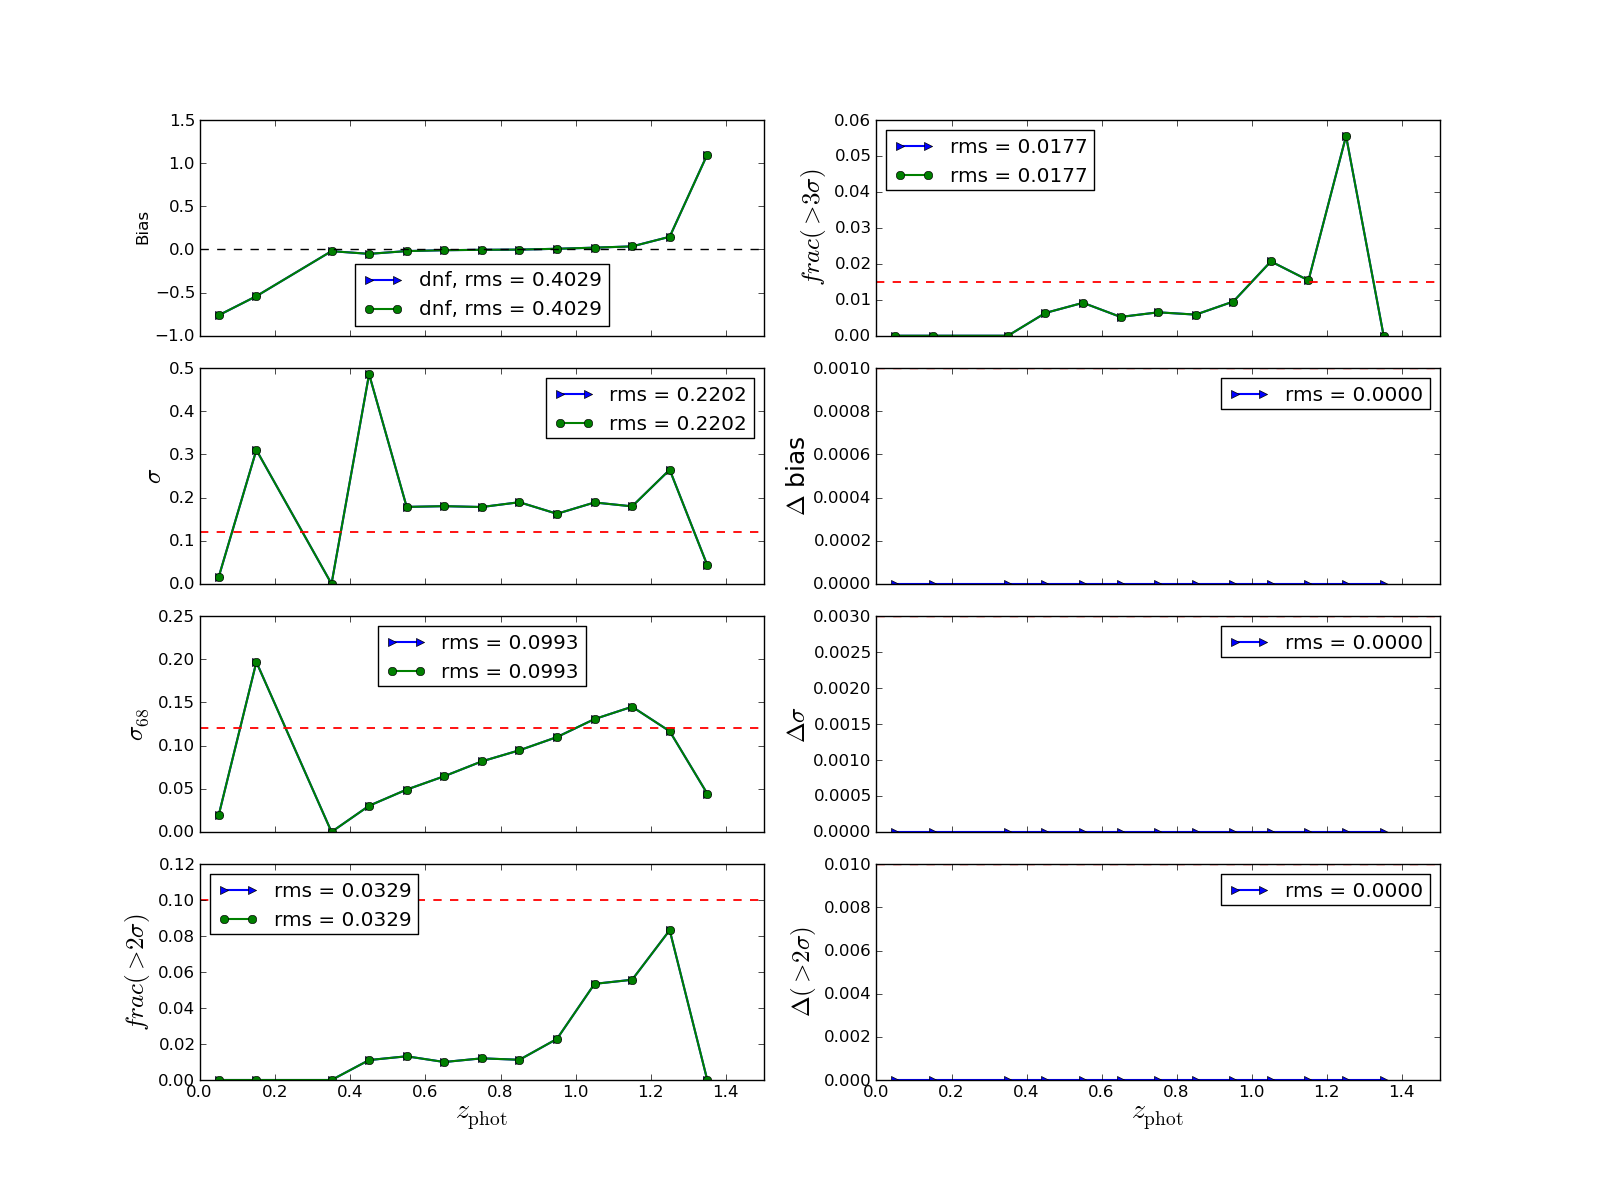 1.5
1.0
0.5
0.0
−0.5
−1.0
Bias
dnf, rms = 0.4029
dnf, rms = 0.4029
0.06
0.05
0.04
0.03
0.02
0.01
0.00
frac(>3σ)
rms = 0.0177
rms = 0.0177
0.5
0.4
0.3
0.2
0.1
0.0
σ
rms = 0.2202
rms = 0.2202
0.0010
0.0008
0.0006
0.0004
0.0002
0.0000
Δ bias
rms = 0.0000
0.25
0.20
0.15
0.10
0.05
0.00
σ68
rms = 0.0993
rms = 0.0993
0.0030
0.0025
0.0020
0.0015
0.0010
0.0005
0.0000
Δσ
rms = 0.0000
0.12
0.10
0.08
0.06
0.04
0.02
0.00
frac(>2σ)
rms = 0.0329
rms = 0.0329
0.0 0.2 0.4 0.6 0.8 1.0 1.2 1.4
zphot
0.010
0.008
0.006
0.004
0.002
0.000
Δ(>2σ)
rms = 0.0000
0.0 0.2 0.4 0.6 0.8 1.0 1.2 1.4
zphot